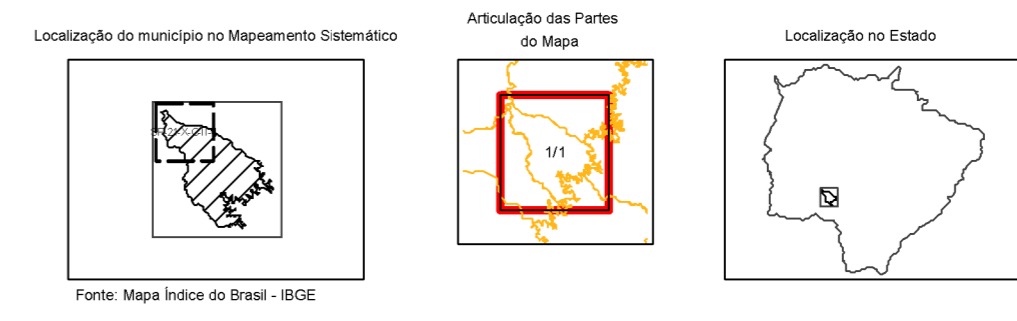 Localização do município no Mapeamento Sistemático
Articulação das Partes
do Mapa
Localização no Estado
1/1
Fonte: Mapa Índice do Brasil - IBGE